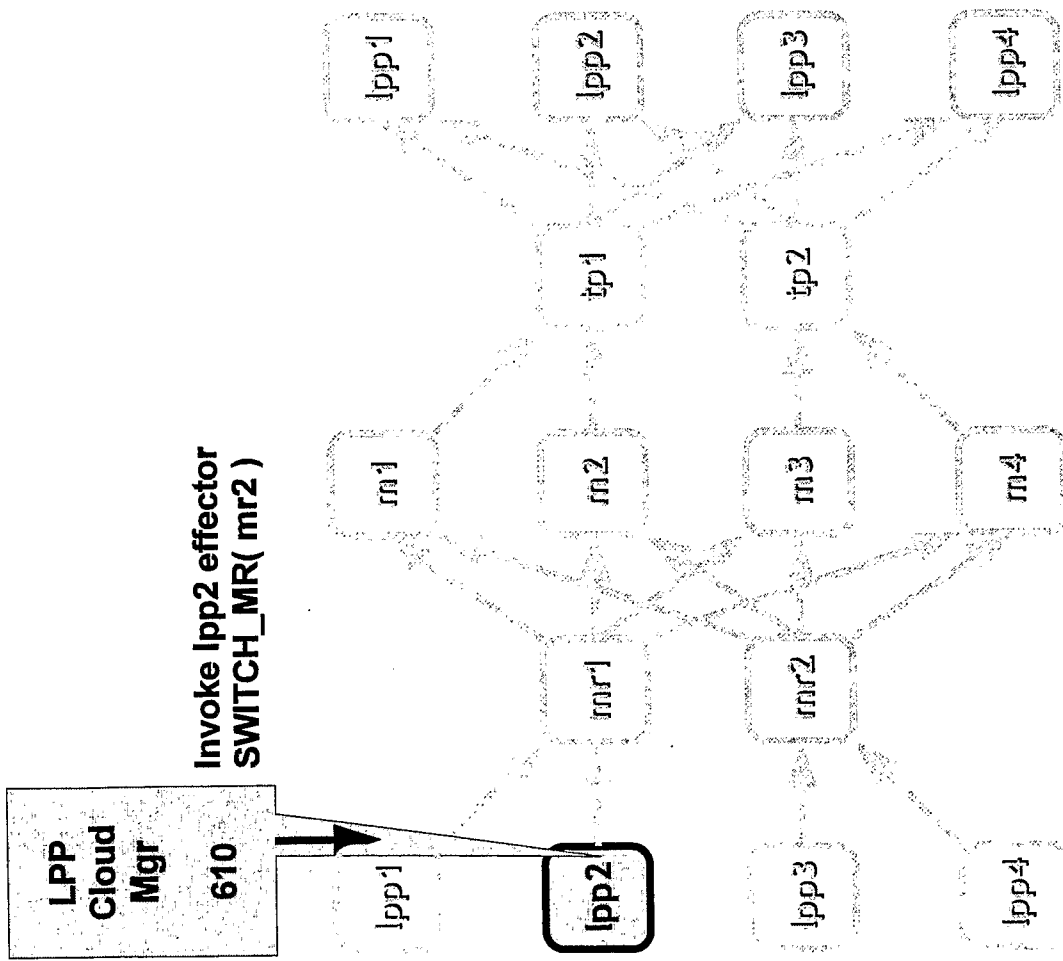 LPP
Cloud
Mgr
610
Invoke lpp2 effector
SWITCH_MR( mr2 )
lpp1
lpp2
lpp3
lpp4
mr1
mr2
m1
m2
m3
m4
tp1
tp2
lpp1
lpp2
lpp3
lpp4